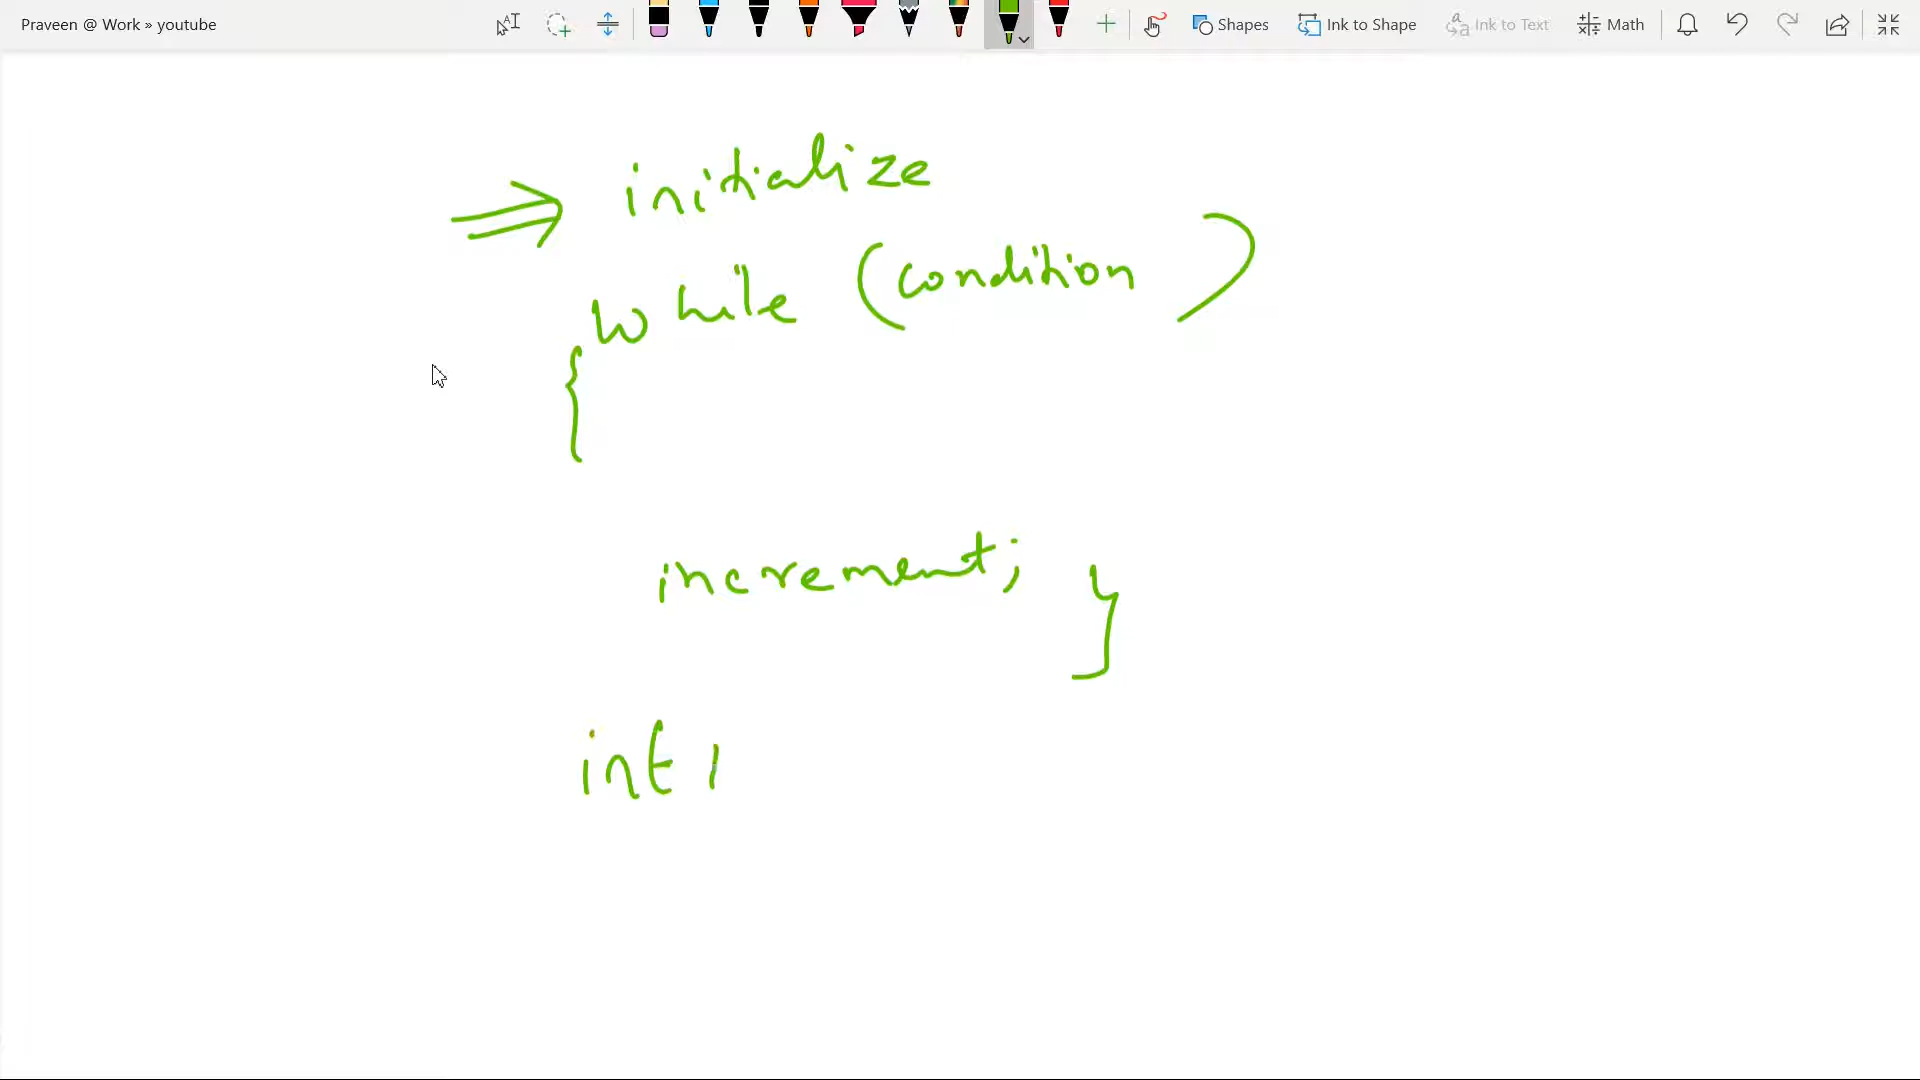 Praveen @ Work » youtube Shapes Ink to Shape Ink to Text Math
⇒ initialize
while (condition )
{
increment; }
int i